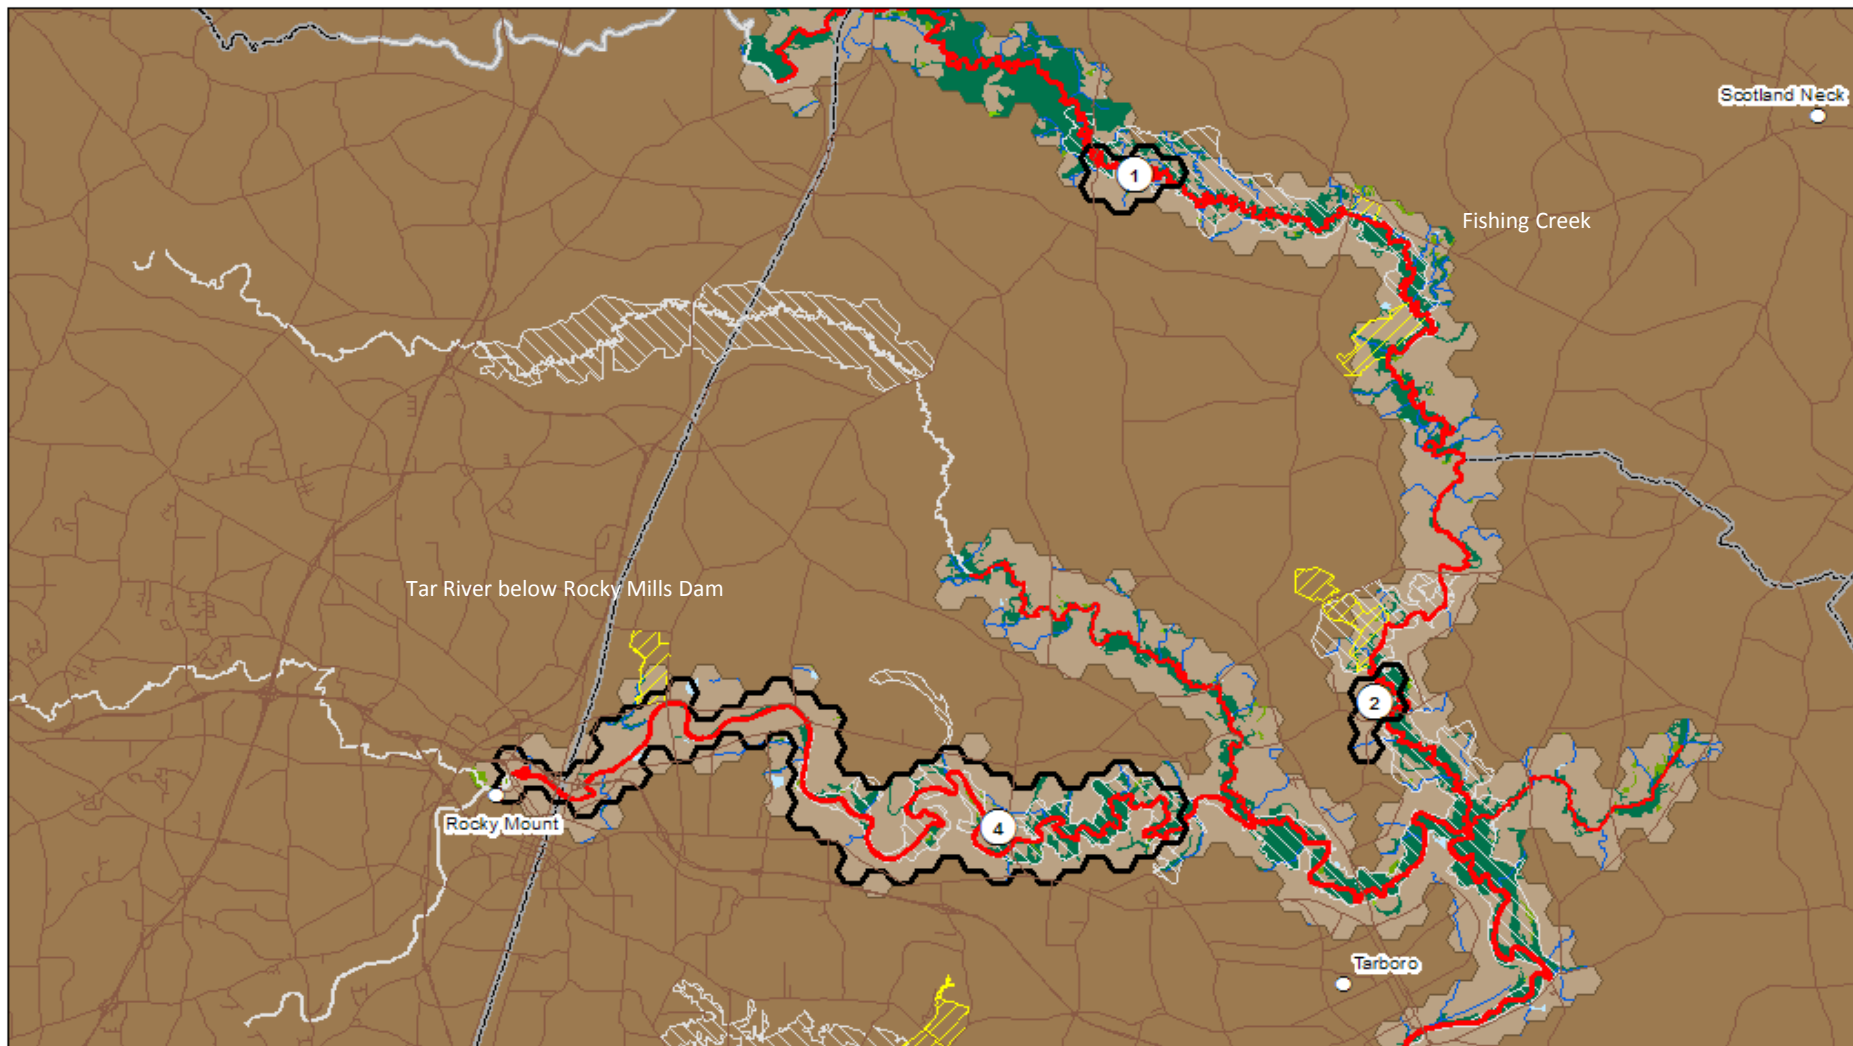 Scotland Neck
1
Fishing Creek
Tar River below Rocky Mills Dam
2
4
Rocky Mount
Tarboro